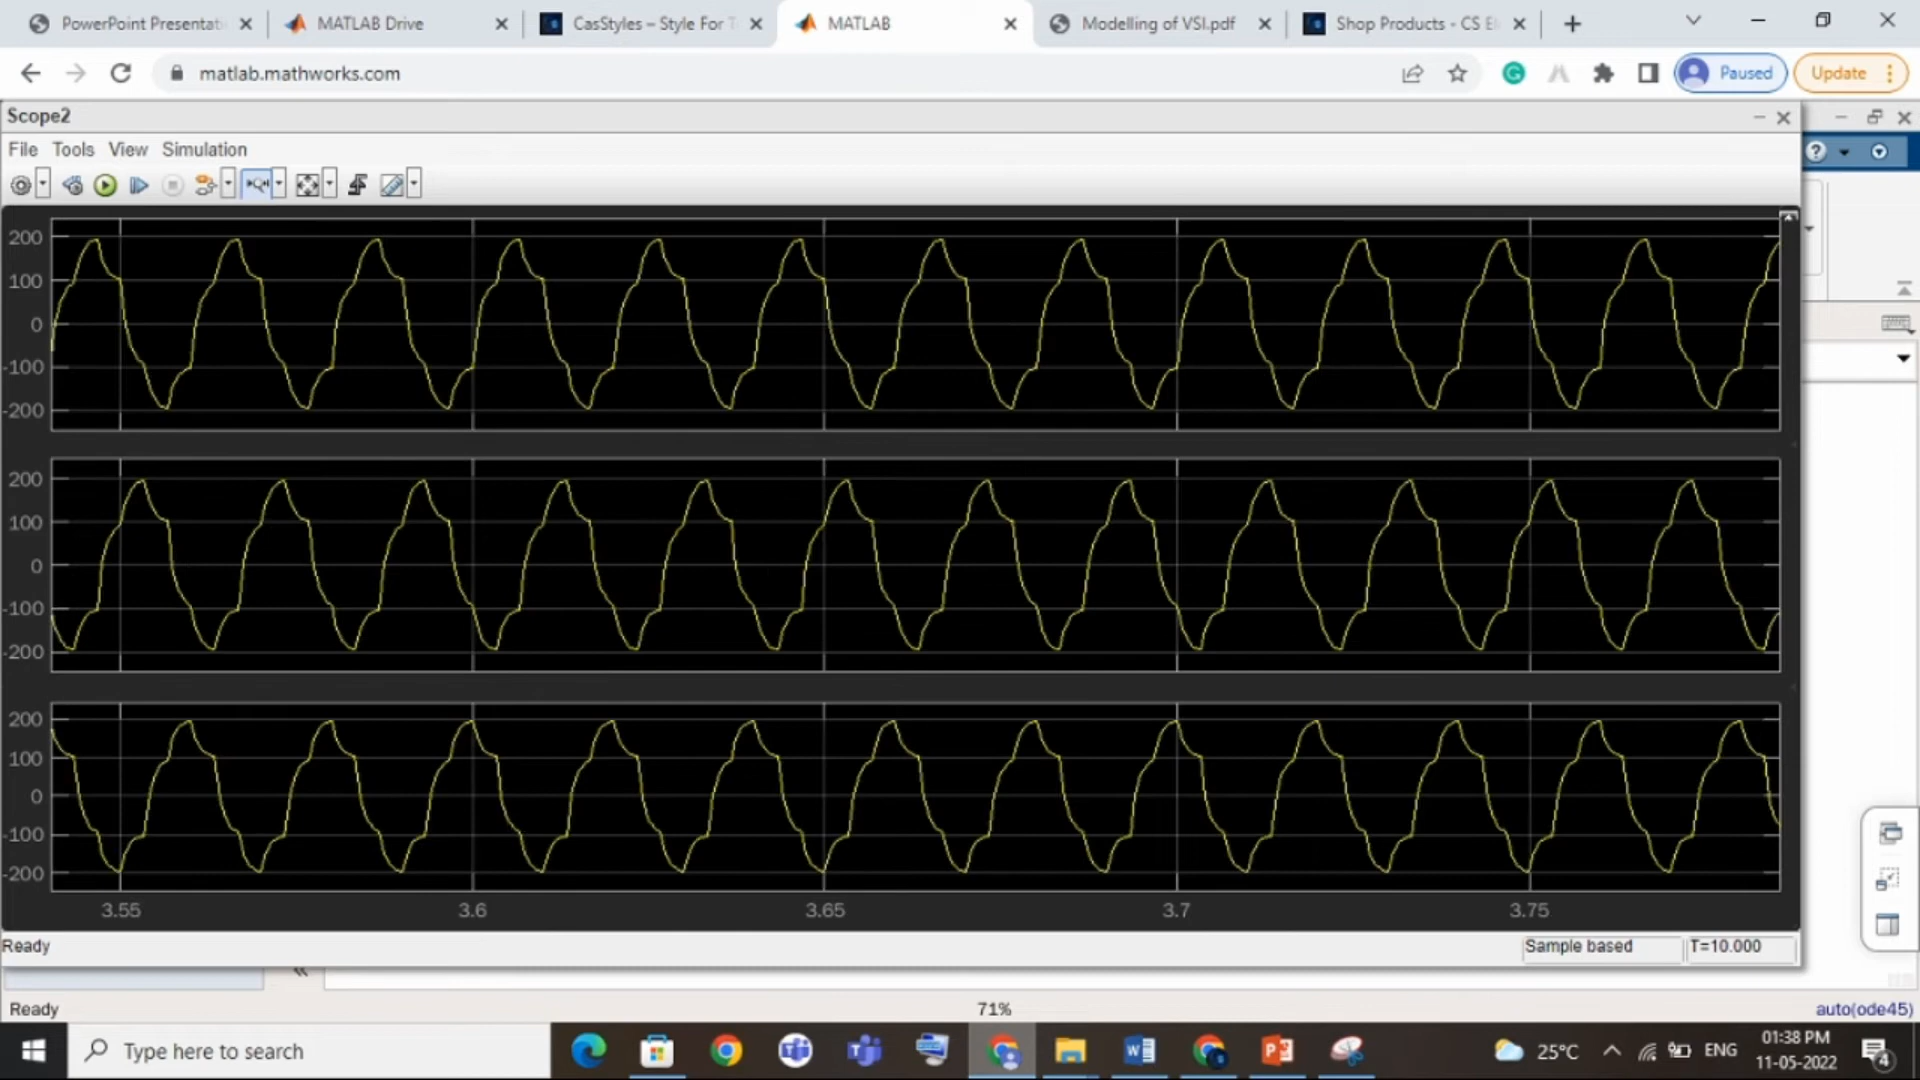 PowerPoint Presentati
MATLAB Drive
CasStyles – Style For T
MATLAB
Modelling of VSI.pdf
Shop Products - CS El
matlab.mathworks.com
Paused
Update
Scope2
File Tools View Simulation
200
100
0
-100
-200
200
100
0
-100
-200
200
100
0
-100
-200
3.55 3.6 3.65 3.7 3.75
Ready
Sample based
T=10.000
Ready
71%
auto(ode45)
Type here to search
25°C
ENG
01:38 PM
11-05-2022
4